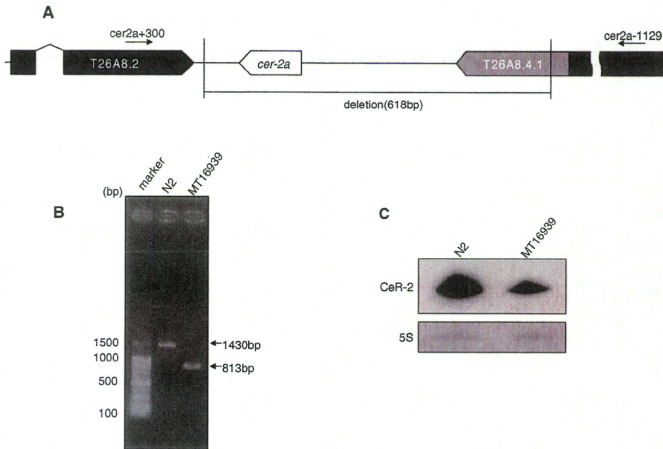 A
cer2a+300
cer2a-1129
T26A8.2
cer-2a
T26A8.4.1
deletion(618bp)
B
(bp)
marker
N2
MT16939
1500
1000
500
100
1430bp
813bp
C
N2
MT16939
CeR-2
5S